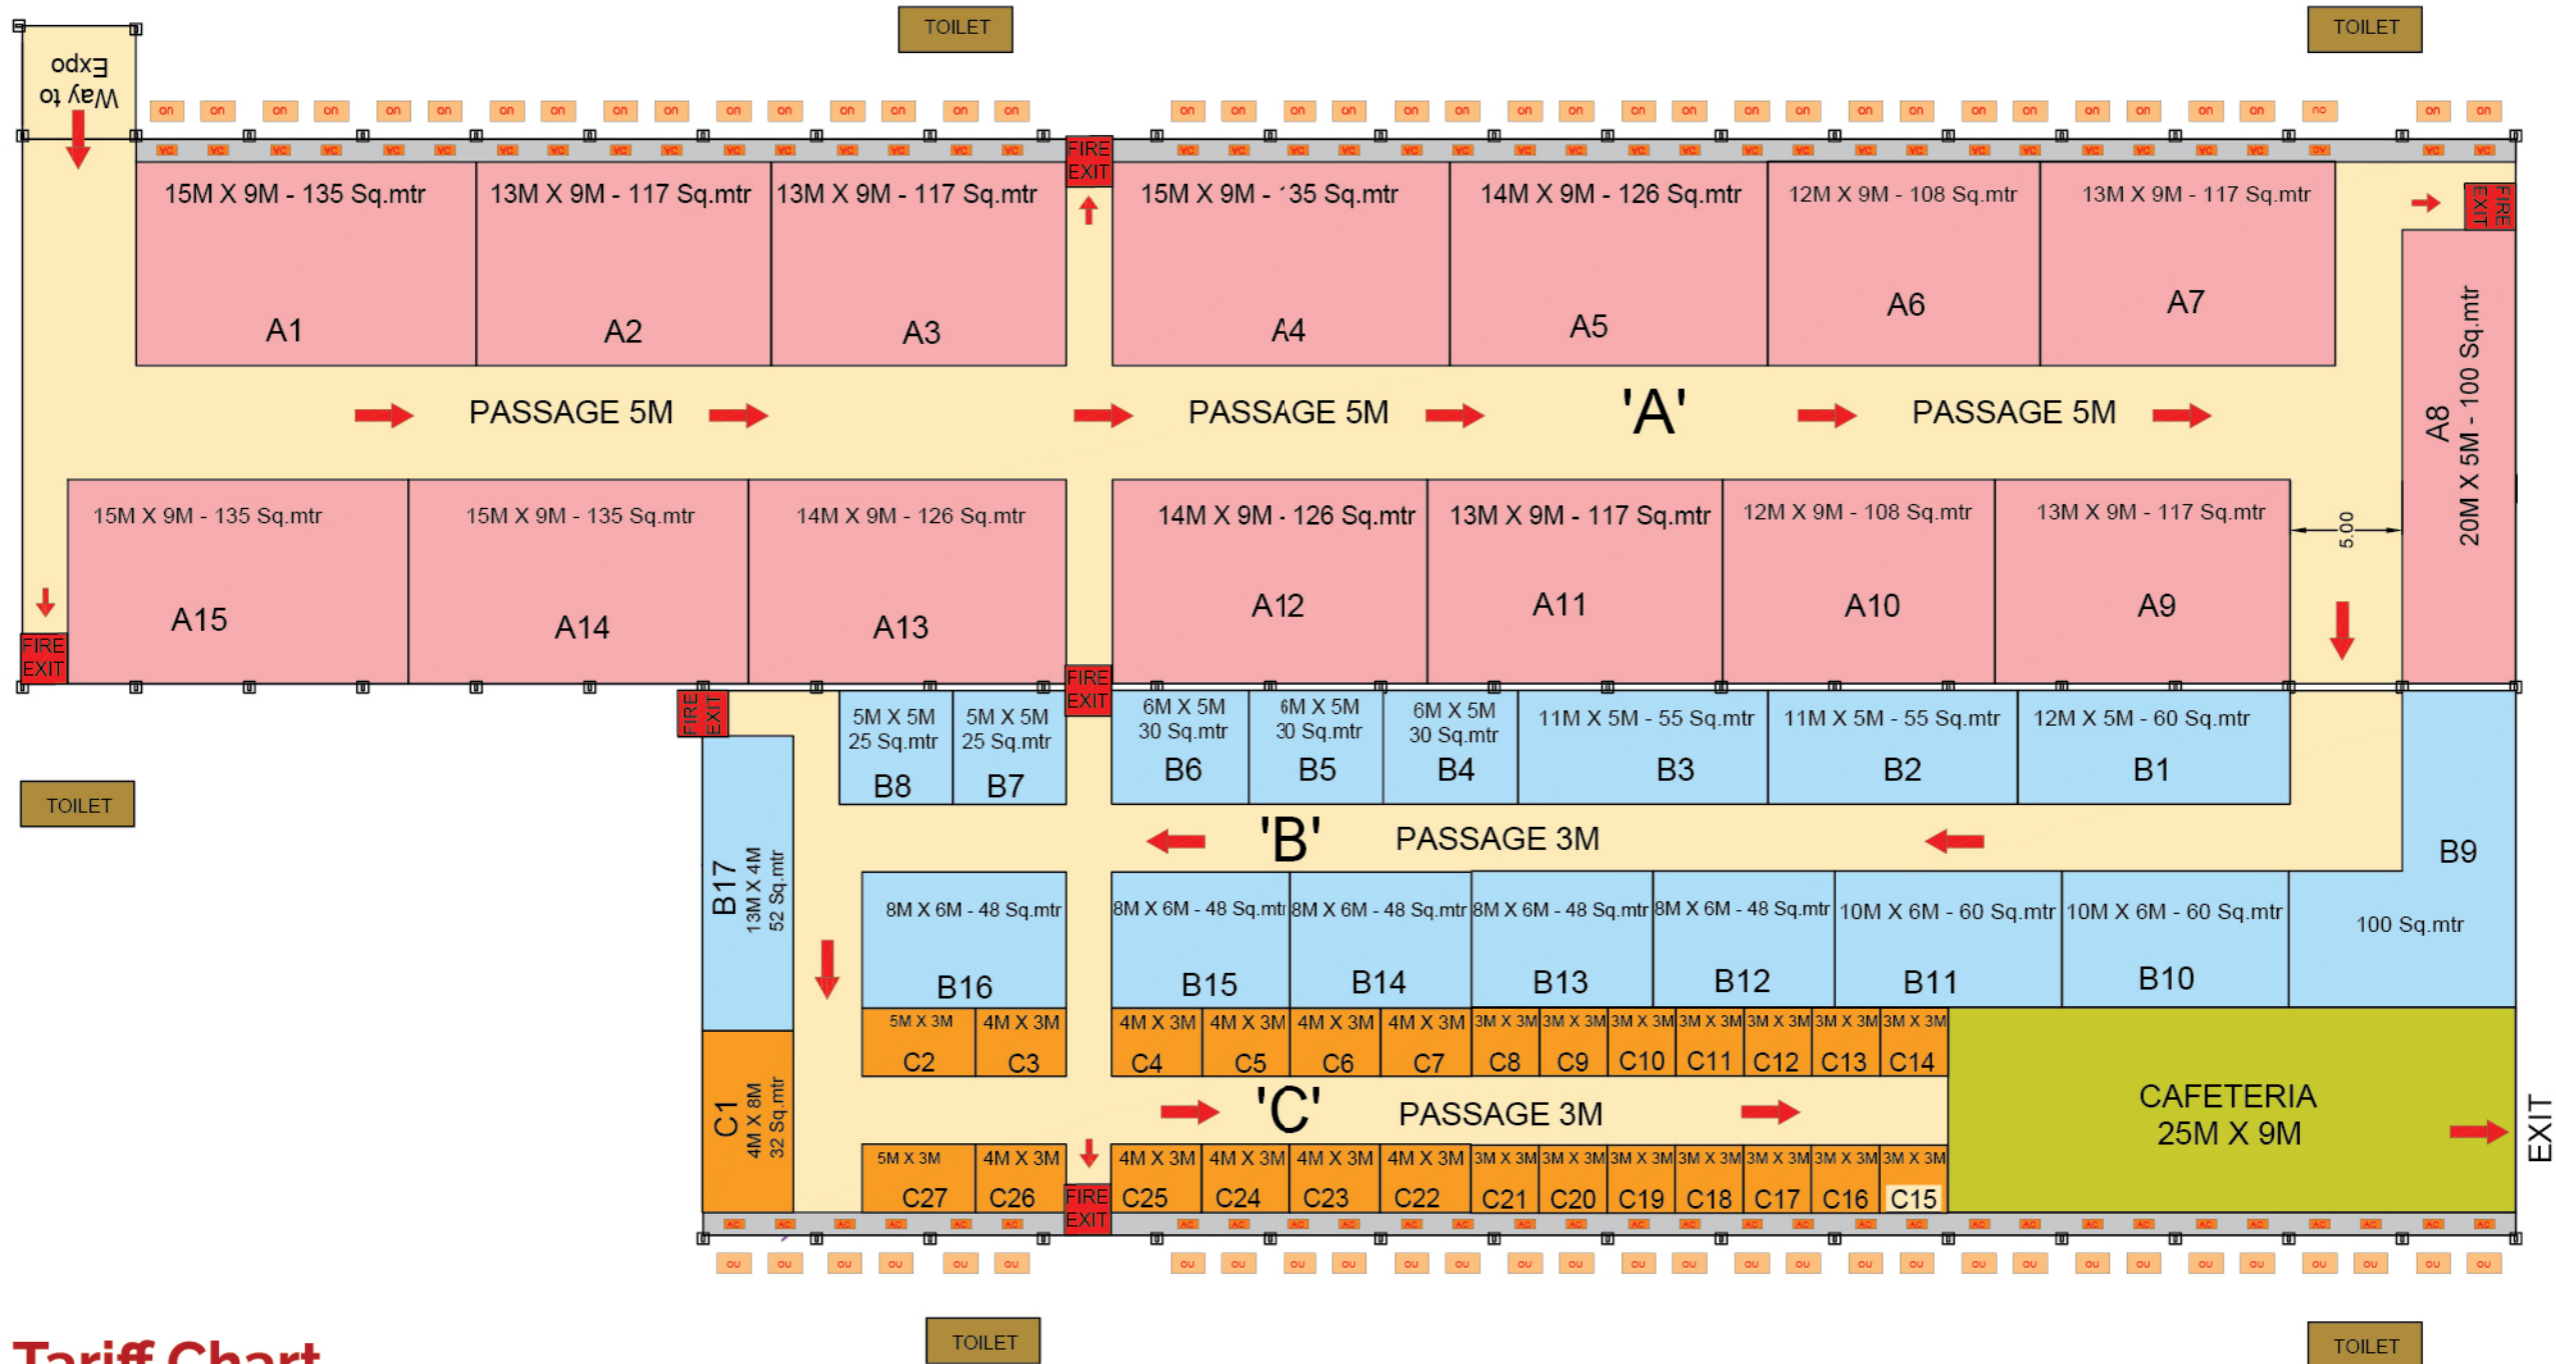 TOILET
TOILET
Way to
Expo
FIRE
EXIT
15M X 9M - 135 Sq.mtr
A1
13M X 9M - 117 Sq.mtr
A2
13M X 9M - 117 Sq.mtr
A3
15M X 9M - 35 Sq.mtr
A4
14M X 9M - 126 Sq.mtr
A5
12M X 9M - 108 Sq.mtr
A6
13M X 9M - 117 Sq.mtr
A7
FIRE
EXIT
A8
20M X 5M - 100 Sq.mtr
PASSAGE 5M
PASSAGE 5M
'A'
PASSAGE 5M
15M X 9M - 135 Sq.mtr
A15
15M X 9M - 135 Sq.mtr
A14
14M X 9M - 126 Sq.mtr
A13
14M X 9M - 126 Sq.mtr
A12
13M X 9M - 117 Sq.mtr
A11
12M X 9M - 108 Sq.mtr
A10
13M X 9M - 117 Sq.mtr
A9
5.00
FIRE
EXIT
FIRE
EXIT
FIRE
EXIT
5M X 5M
25 Sq.mtr
B8
5M X 5M
25 Sq.mtr
B7
6M X 5M
30 Sq.mtr
B6
6M X 5M
30 Sq.mtr
B5
6M X 5M
30 Sq.mtr
B4
11M X 5M - 55 Sq.mtr
B3
11M X 5M - 55 Sq.mtr
B2
12M X 5M - 60 Sq.mtr
B1
TOILET
'B'
PASSAGE 3M
B9
100 Sq.mtr
B17
13M X 4M
52 Sq.mtr
8M X 6M - 48 Sq.mtr
B16
8M X 6M - 48 Sq.mtr
B15
8M X 6M - 48 Sq.mtr
B14
8M X 6M - 48 Sq.mtr
B13
8M X 6M - 48 Sq.mtr
B12
10M X 6M - 60 Sq.mtr
B11
10M X 6M - 60 Sq.mtr
B10
5M X 3M
C2
4M X 3M
C3
4M X 3M
C4
4M X 3M
C5
4M X 3M
C6
4M X 3M
C7
3M X 3M
C8
3M X 3M
C9
3M X 3M
C10
3M X 3M
C11
3M X 3M
C12
3M X 3M
C13
3M X 3M
C14
C1
4M X 8M
32 Sq.mtr
'C'
PASSAGE 3M
CAFETERIA
25M X 9M
EXIT
5M X 3M
C27
4M X 3M
C26
FIRE
EXIT
4M X 3M
C25
4M X 3M
C24
4M X 3M
C23
4M X 3M
C22
3M X 3M
C21
3M X 3M
C20
3M X 3M
C19
3M X 3M
C18
3M X 3M
C17
3M X 3M
C16
3M X 3M
C15
TOILET
TOILET
Tariff Chart